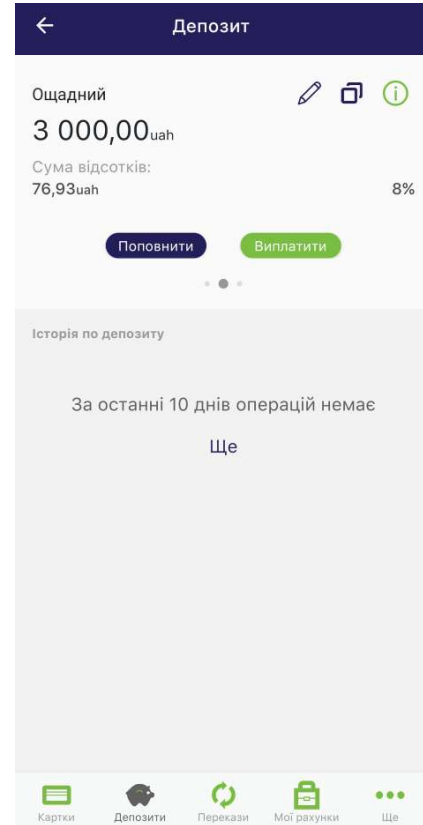 Депозит
Ощадний
3 000,00uah
Сума відсотків:
76,93uah 8%
Поповнити Виплатити
Історія по депозиту
За останні 10 днів операцій немає
Ще
Картки Депозити Перекази Мої рахунки Ще